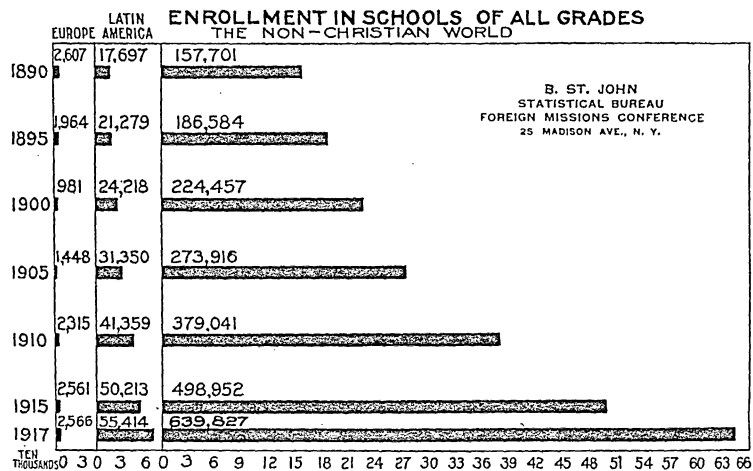 LATIN ENROLLMENT IN SCHOOLS OF ALL GRADES
EUROPE AMERICA THE NON-CHRISTIAN WORLD
2,607 17,697 157,701
1890
B. ST. JOHN
STATISTICAL BUREAU
FOREIGN MISSIONS CONFERENCE
25 MADISON AVE., N. Y.
1,964 21,279 186,584
1895
981 24,218 224,457
1900
1,448 31,350 273,916
1905
2,315 41,359 379,041
1910
2,561 50,213 498,952
1915
2,566 55,414 639,827
1917
TEN THOUSANDS 0 3 0 3 6 0 3 6 9 12 15 18 21 24 27 30 33 36 39 42 45 48 51 54 57 60 63 66